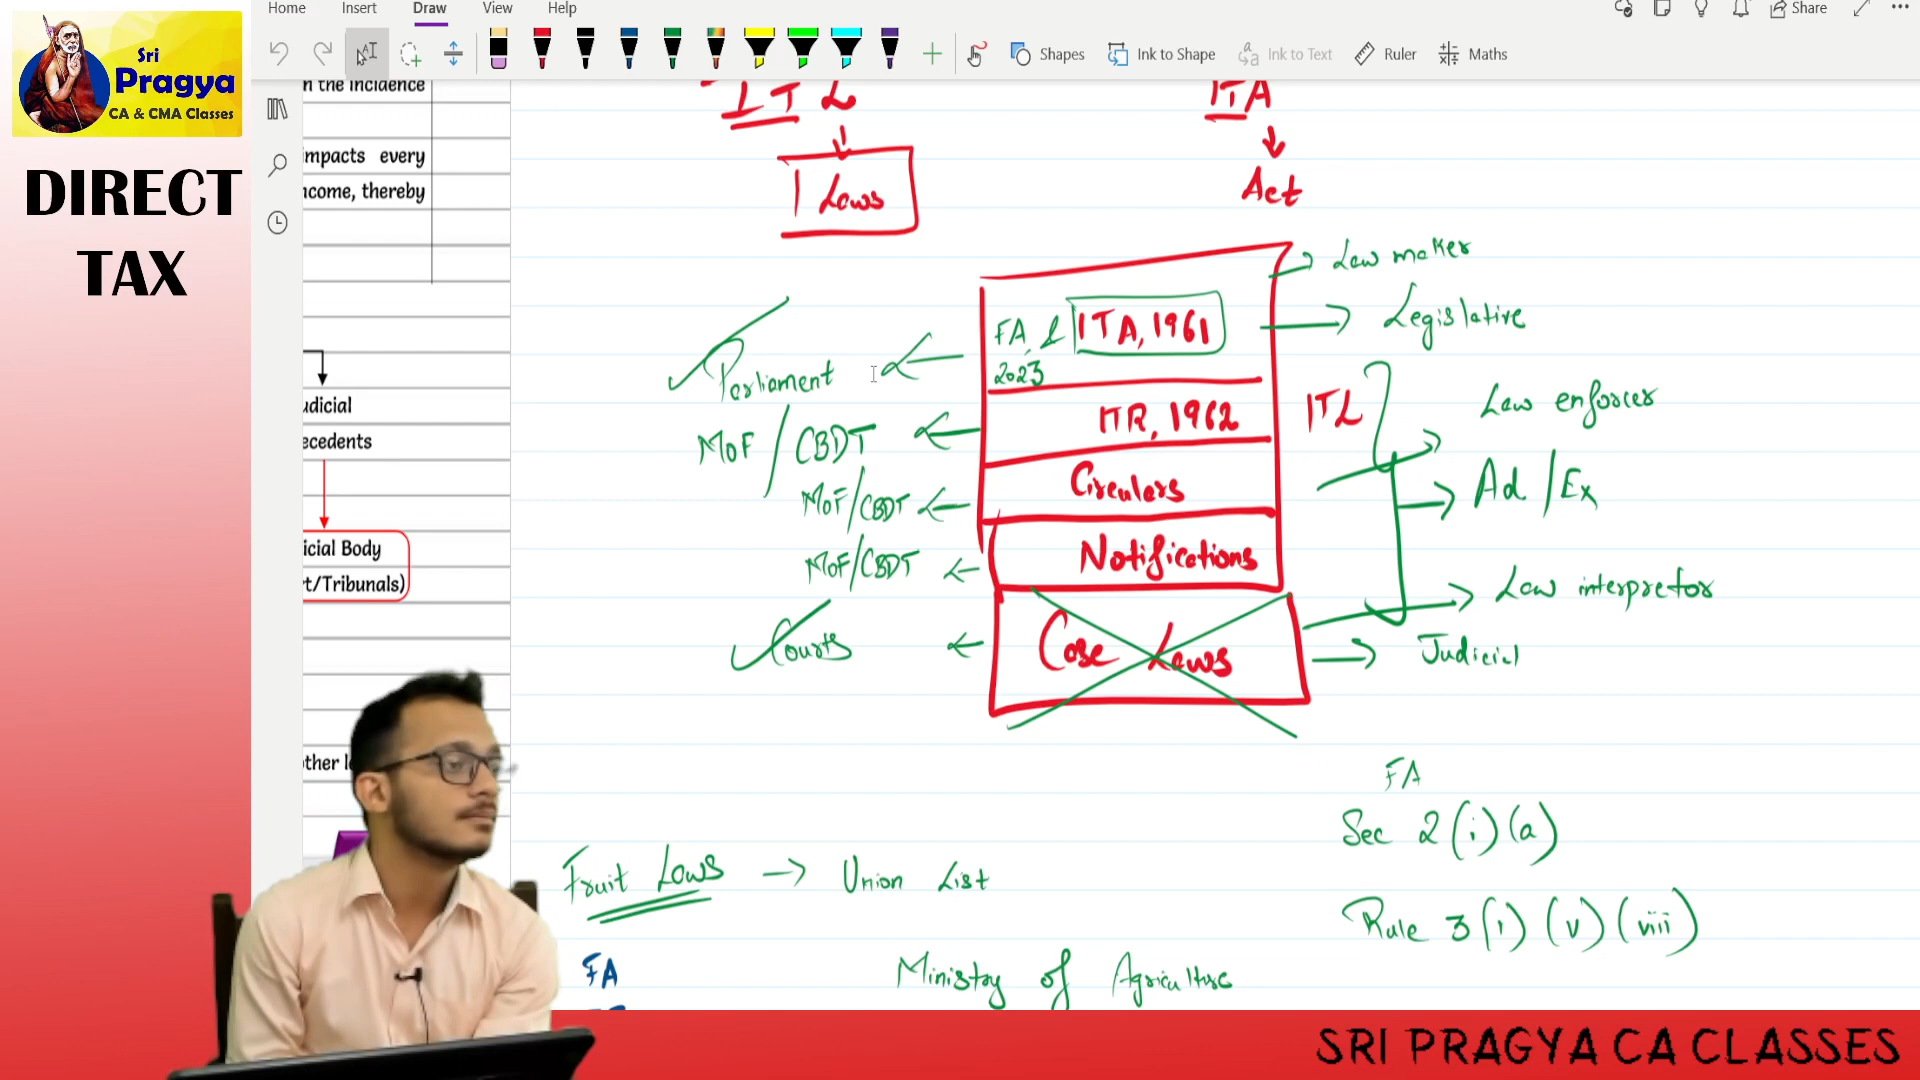 Sri
Pragya
CA & CMA Classes
DIRECT
TAX
Home Insert Draw View Help
Share
Shapes Ink to Shape Ink to Text Ruler Maths
n the incidence
impacts every
ncome, thereby
udicial
ecedents
icial Body
t/Tribunals)
ther l
ITL
ITA
Laws
Act
Law maker
FA, & ITA, 1961
2023
Legislative
Parliament
ITR, 1962
ITL
Law enforcer
MoF / CBDT
Circulars
MoF/CBDT
Ad / Ex
Notifications
MoF/CBDT
Law interpretor
Case Laws
Courts
Judicial
FA
Sec 2 (i) (a)
Fruit Laws → Union List
Rule 3 (i) (v) (viii)
FA
Ministry of Agriculture
SRI PRAGYA CA CLASSES